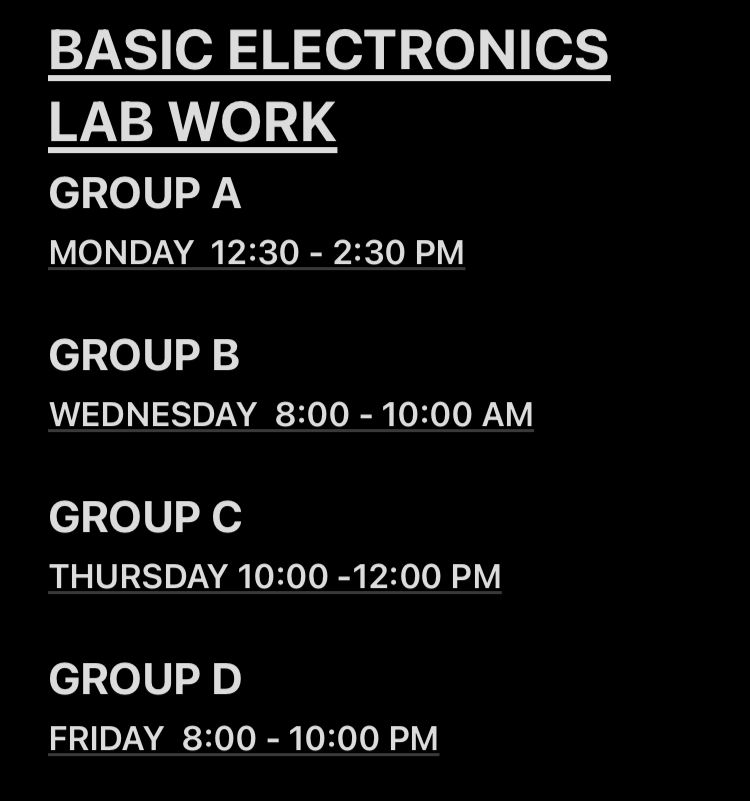 BASIC ELECTRONICS
LAB WORK
GROUP A
MONDAY  12:30 - 2:30 PM
GROUP B
WEDNESDAY  8:00 - 10:00 AM
GROUP C
THURSDAY 10:00 -12:00 PM
GROUP D
FRIDAY  8:00 - 10:00 PM